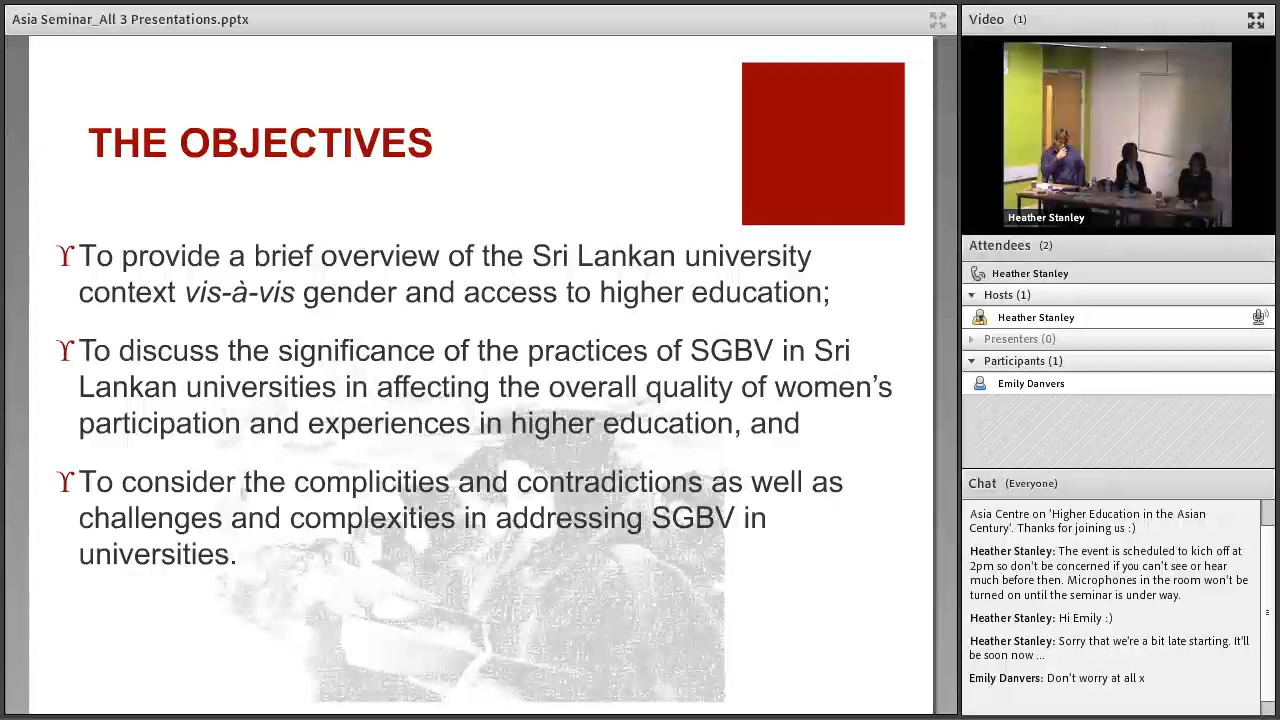 Asia Seminar_All 3 Presentations.pptx
THE OBJECTIVES
To provide a brief overview of the Sri Lankan university
context vis-à-vis gender and access to higher education;
To discuss the significance of the practices of SGBV in Sri
Lankan universities in affecting the overall quality of women's
participation and experiences in higher education, and
To consider the complicities and contradictions as well as
challenges and complexities in addressing SGBV in
universities.
Video (1)
Heather Stanley
Attendees (2)
Heather Stanley
Hosts (1)
Heather Stanley
Presenters (0)
Participants (1)
Emily Danvers
Chat (Everyone)
Asia Centre on 'Higher Education in the Asian
Century'. Thanks for joining us :)
Heather Stanley: The event is scheduled to kick off at
2pm so don't be concerned if you can't see or hear
much before then. Microphones in the room won't be
turned on until the seminar is under way.
Heather Stanley: Hi Emily :)
Heather Stanley: Sorry that we're a bit late starting. It'll
be soon now ...
Emily Danvers: Don't worry at all x